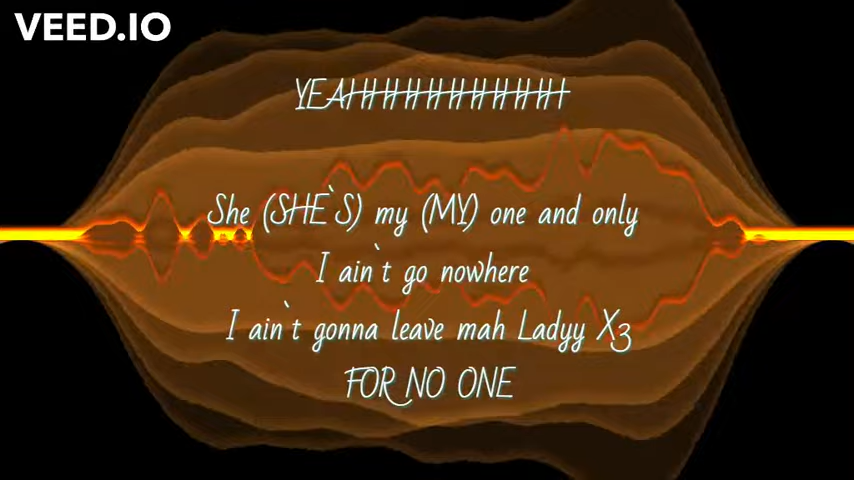 VEED.IO
YEAHHHHHHHHHH
She (SHE`S) my (MY) one and only
I ain`t go nowhere
I ain`t gonna leave mah Ladyy X3
FOR NO ONE